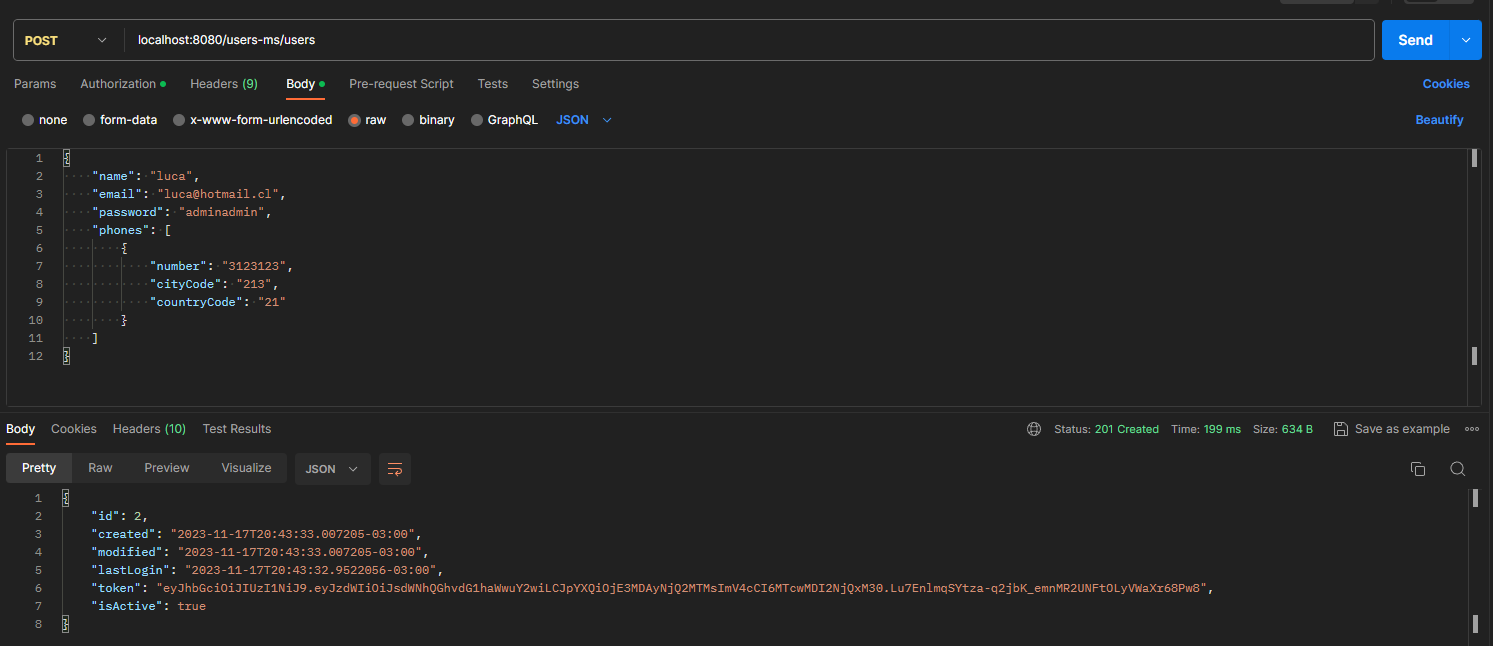 POST localhost:8080/users-ms/users Send
Params Authorization Headers (9) Body Pre-request Script Tests Settings Cookies
none form-data x-www-form-urlencoded raw binary GraphQL JSON Beautify
1 {
2 "name": "luca",
3 "email": "luca@hotmail.cl",
4 "password": "adminadmin",
5 "phones": [
6 {
7 "number": "3123123",
8 "cityCode": "213",
9 "countryCode": "21"
10 }
11 ]
12 }
Body Cookies Headers (10) Test Results Status: 201 Created Time: 199 ms Size: 634 B Save as example
Pretty Raw Preview Visualize JSON
1 {
2 "id": 2,
3 "created": "2023-11-17T20:43:33.007205-03:00",
4 "modified": "2023-11-17T20:43:33.007205-03:00",
5 "lastLogin": "2023-11-17T20:43:32.9522056-03:00",
6 "token": "eyJhbGciOiJIUzI1NiJ9.eyJzdWIiOiJsdWNhQGhvdG1haWwuY2wiLCJpYXQiOjE3MDAyNjQ2MTMsImV4cCI6MTcwMDI2NjQxM30.Lu7EnlmqSYtza-q2jbK_emnMR2UNFtOLyVWaXr68Pw8",
7 "isActive": true
8 }